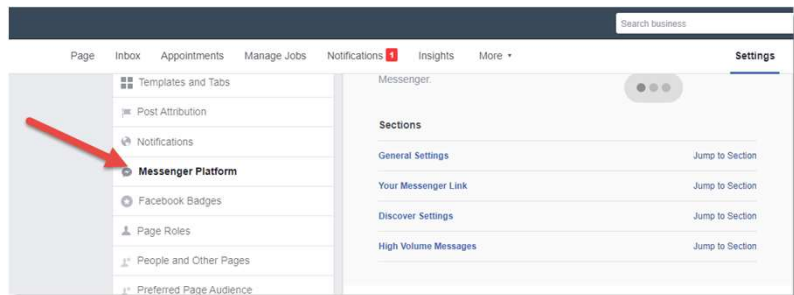 Search business
Page Inbox Appointments Manage Jobs Notifications 1 Insights More Settings
Templates and Tabs
Post Attribution
Notifications
Messenger Platform
Facebook Badges
Page Roles
People and Other Pages
Preferred Page Audience
Messenger.
Sections
General Settings Jump to Section
Your Messenger Link Jump to Section
Discover Settings Jump to Section
High Volume Messages Jump to Section